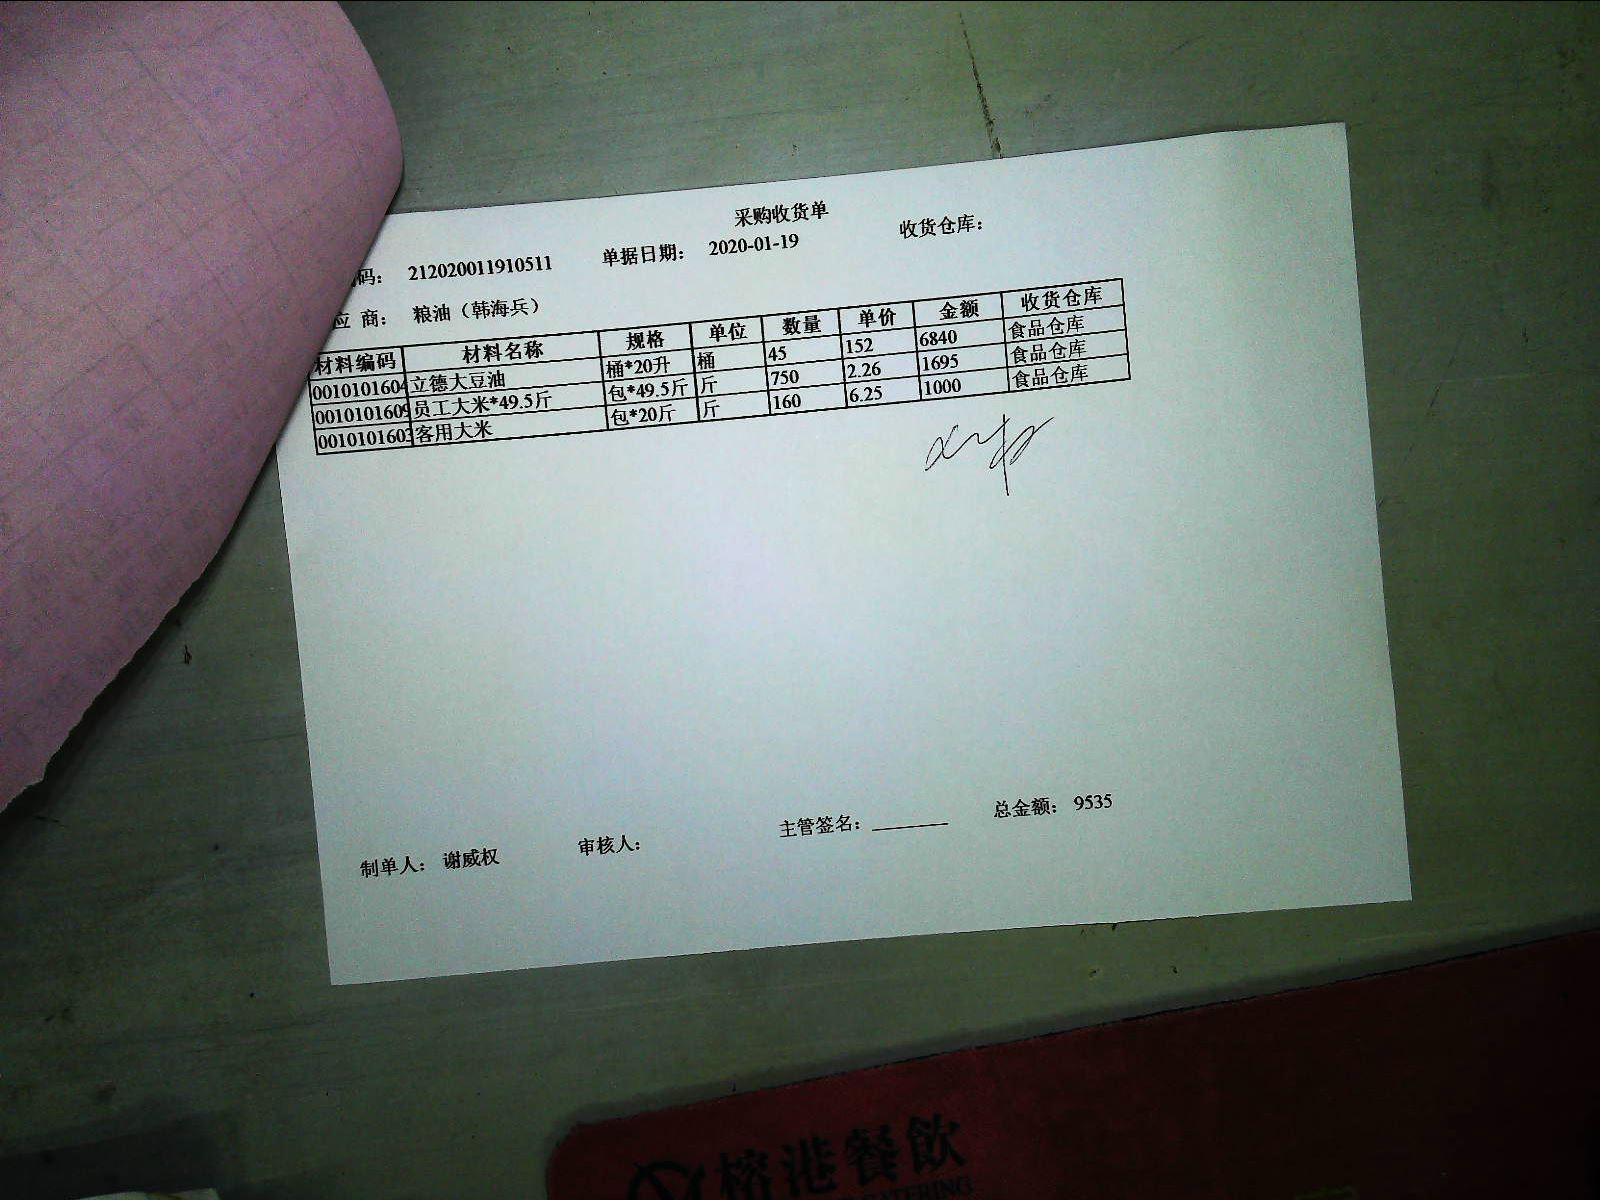 采购收货单
码： 212020011910511 单据日期： 2020-01-19 收货仓库：
应 商： 粮油（韩海兵）
材料编码 材料名称 规格 单位 数量 单价 金额 收货仓库
0010101604 立德大豆油 桶*20升 桶 45 152 6840 食品仓库
0010101609 员工大米*49.5斤 包*49.5斤 斤 750 2.26 1695 食品仓库
0010101603 客用大米 包*20斤 斤 160 6.25 1000 食品仓库
制单人： 谢威权 审核人： 主管签名： 总金额： 9535
榕港餐飲
CATERING